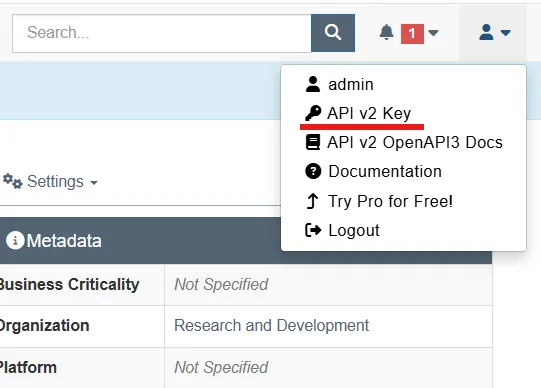 Search...
1
admin
API v2 Key
API v2 OpenAPI3 Docs
Documentation
Try Pro for Free!
Logout
Settings
Metadata
Business Criticality Not Specified
Organization Research and Development
Platform Not Specified